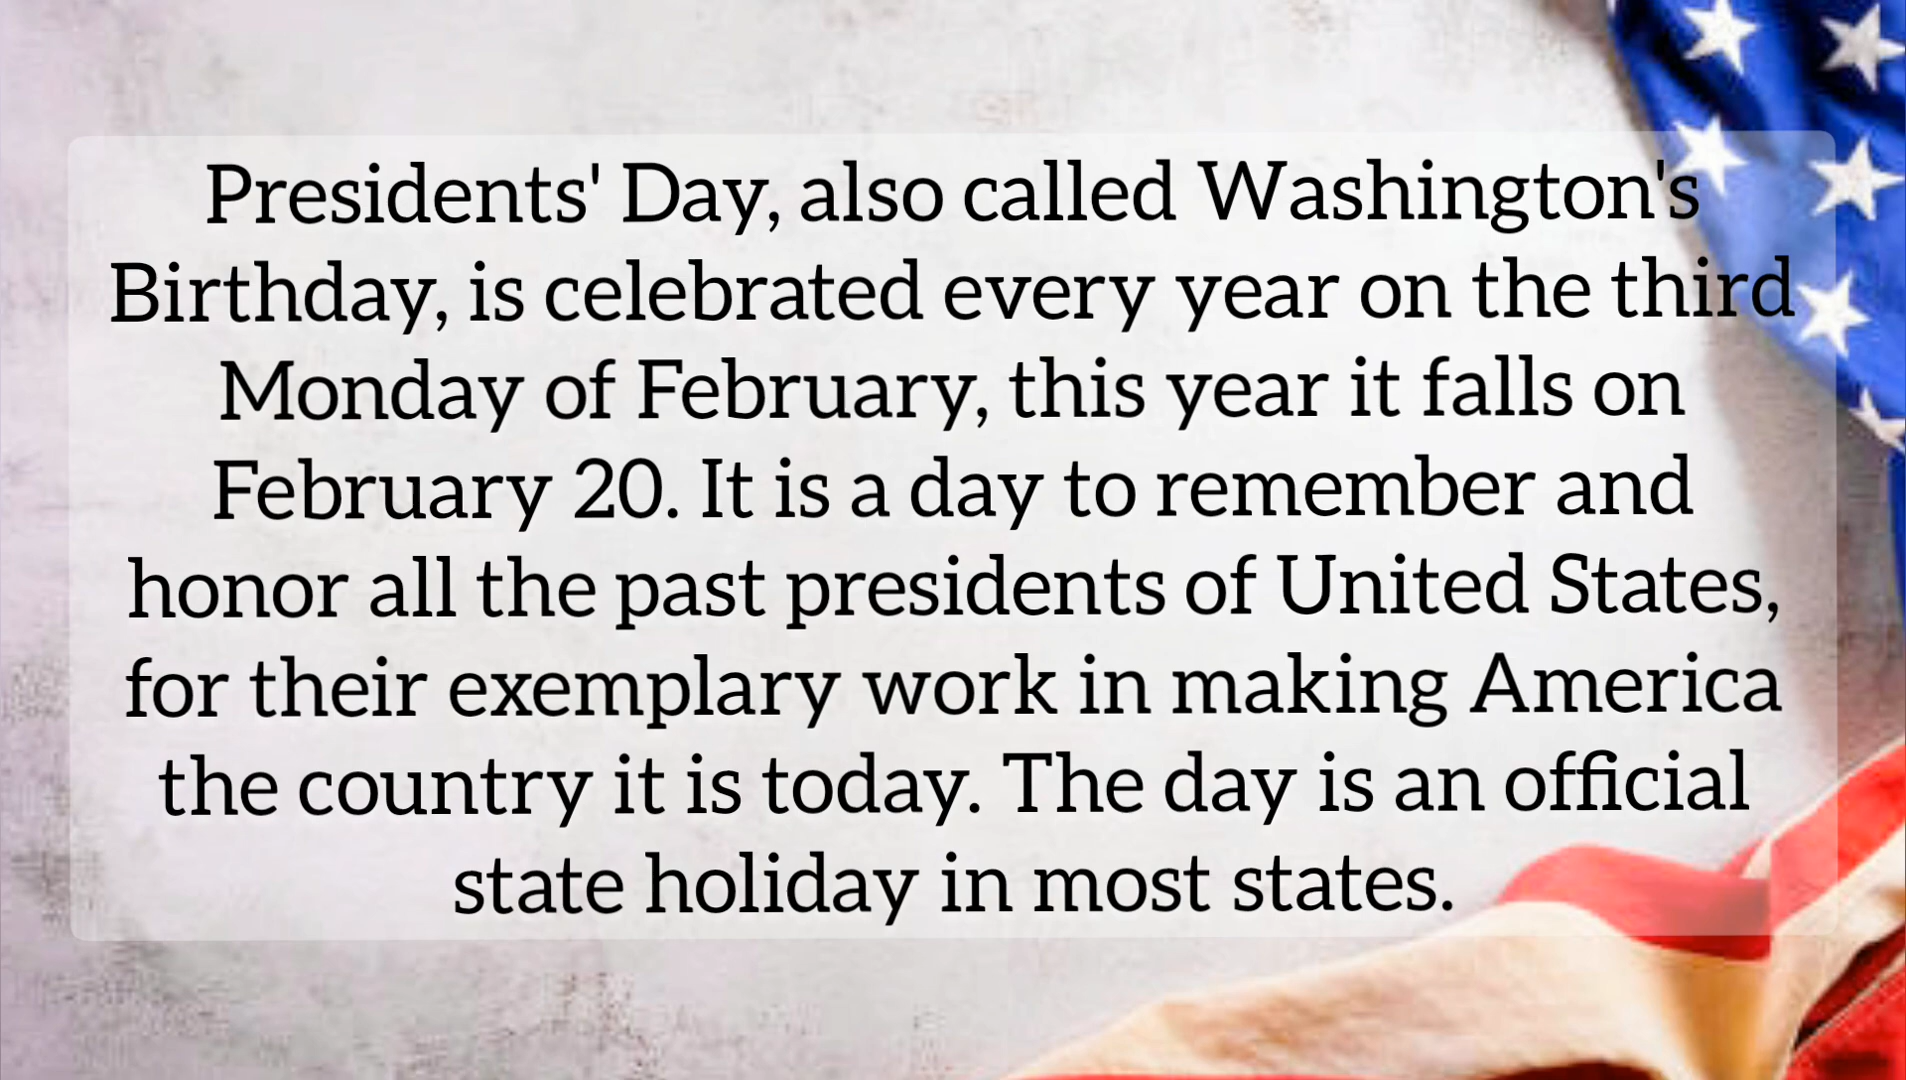 Presidents' Day, also called Washington's
Birthday, is celebrated every year on the third
Monday of February, this year it falls on
February 20. It is a day to remember and
honor all the past presidents of United States,
for their exemplary work in making America
the country it is today. The day is an official
state holiday in most states.